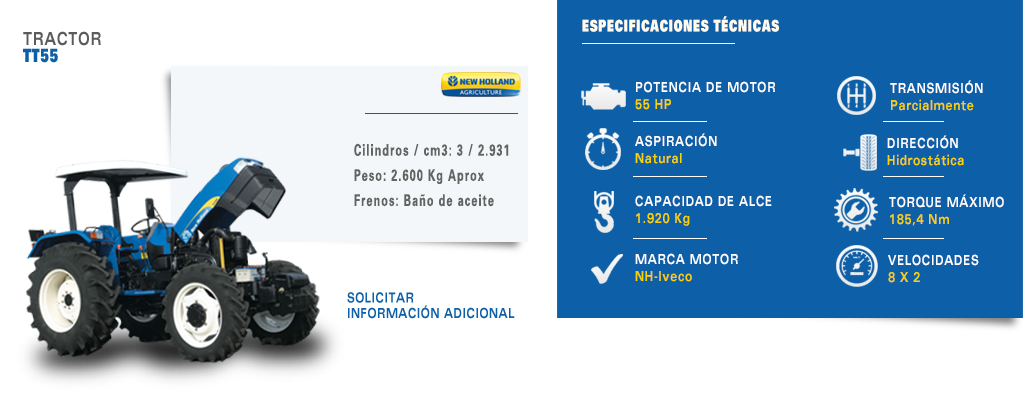 TRACTOR
TT55
NEW HOLLAND
AGRICULTURE
Cilindros / cm3: 3 / 2.931
Peso: 2.600 Kg Aprox
Frenos: Baño de aceite
SOLICITAR
INFORMACIÓN ADICIONAL
ESPECIFICACIONES TÉCNICAS
POTENCIA DE MOTOR
55 HP
ASPIRACIÓN
Natural
CAPACIDAD DE ALCE
1.920 Kg
MARCA MOTOR
NH-Iveco
TRANSMISIÓN
Parcialmente
DIRECCIÓN
Hidrostática
TORQUE MÁXIMO
185,4 Nm
VELOCIDADES
8 X 2